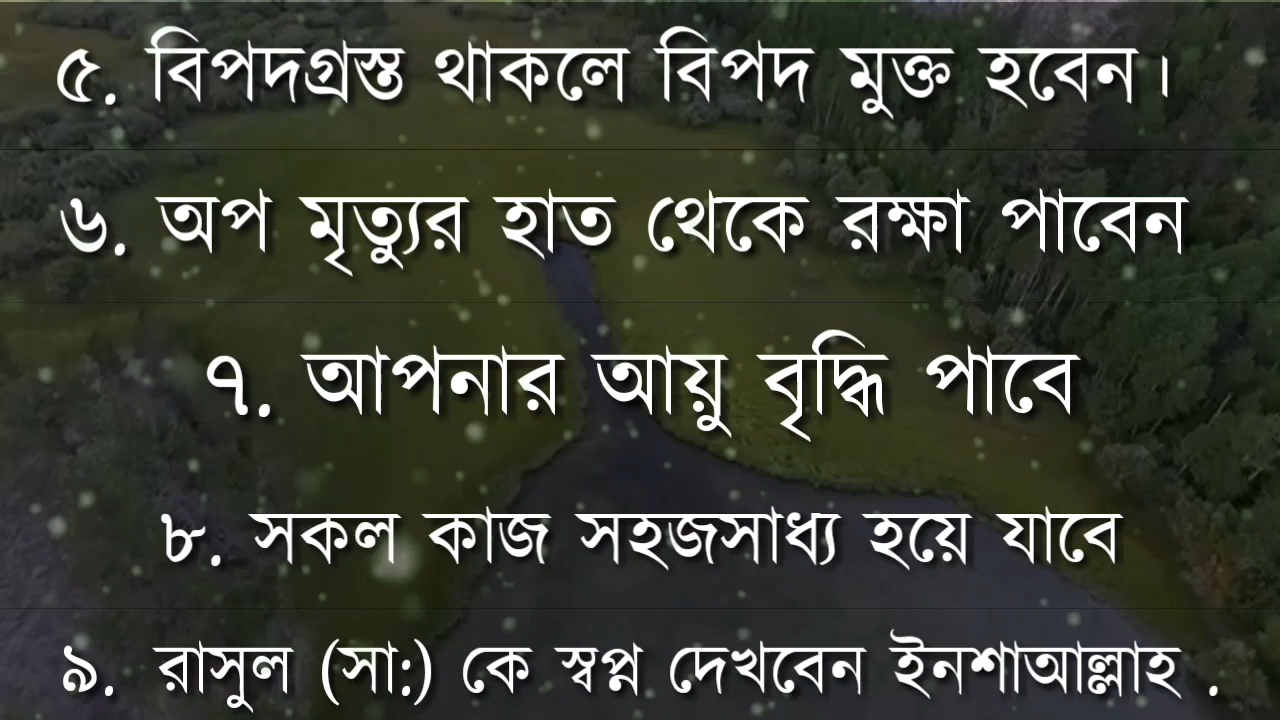 ৫. বিপদগ্রস্ত থাকলে বিপদ মুক্ত হবেন।
৬. অপ মৃত্যুর হাত থেকে রক্ষা পাবেন
৭. আপনার আয়ু বৃদ্ধি পাবে
৮. সকল কাজ সহজসাধ্য হয়ে যাবে
৯. রাসুল (সা:) কে স্বপ্ন দেখবেন ইনশাআল্লাহ .